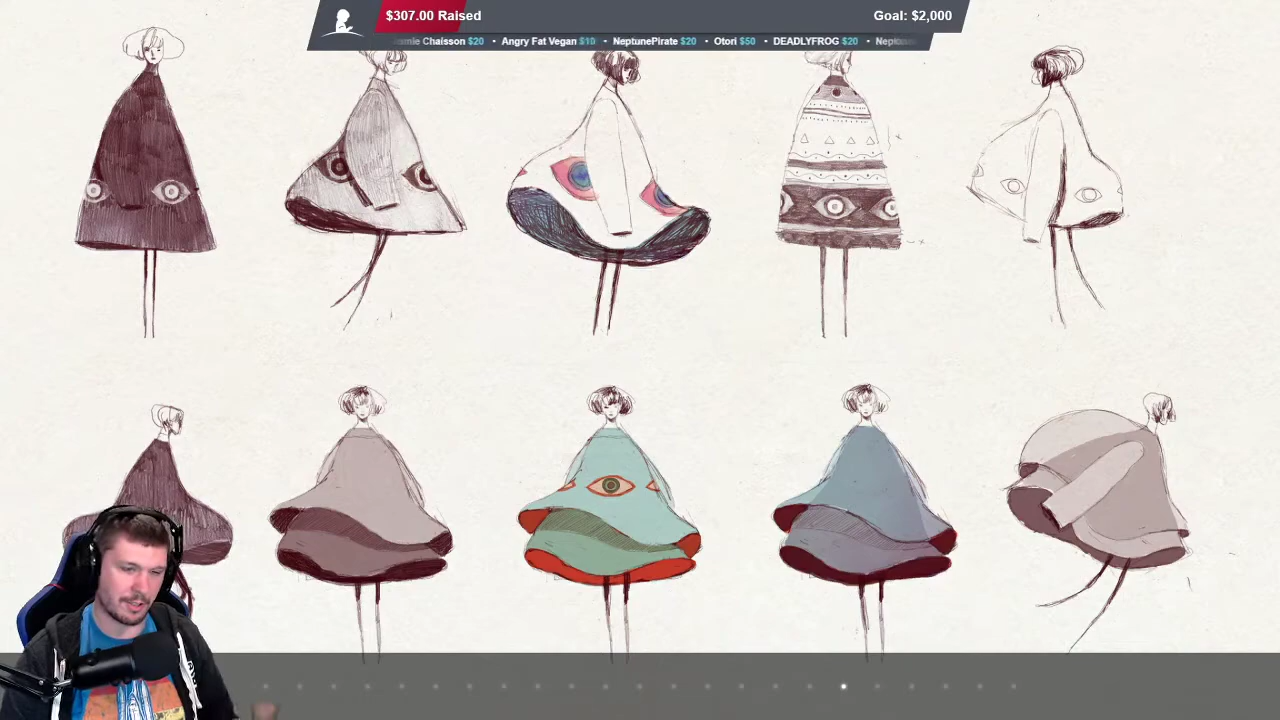 $307.00 Raised
Goal: $2,000
Chaisson $20 • Angry Fat Vegan $10 • NeptunePirate $20 • Otori $50 • DEADLYFROG $20 •